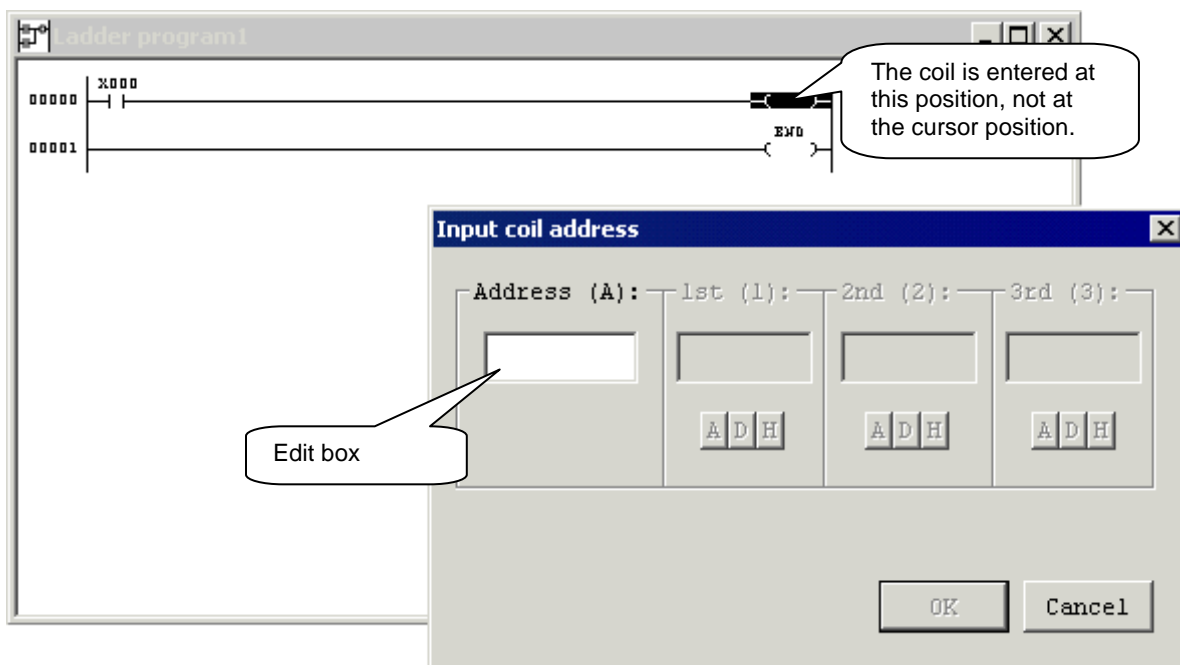 Ladder program1
X000
00000
The coil is entered at
this position, not at
the cursor position.
END
00001
Input coil address
Address (A): 1st (1): 2nd (2): 3rd (3):
A D H A D H A D H
Edit box
OK Cancel